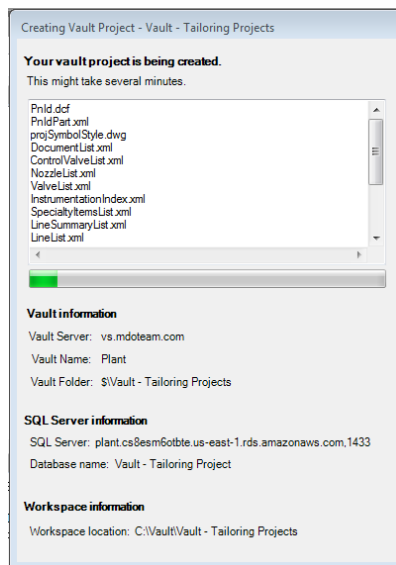 Creating Vault Project - Vault - Tailoring Projects
Your vault project is being created.
This might take several minutes.
PnId.dcf
PnIdPart.xml
projSymbolStyle.dwg
DocumentList.xml
ControlValveList.xml
NozzleList.xml
ValveList.xml
InstrumentationIndex.xml
SpecialtyItemsList.xml
LineSummaryList.xml
LineList.xml
Vault information
Vault Server: vs.mdoteam.com
Vault Name: Plant
Vault Folder: $\Vault - Tailoring Projects
SQL Server information
SQL Server: plant.cs8esm6otbte.us-east-1.rds.amazonaws.com,1433
Database name: Vault - Tailoring Project
Workspace information
Workspace location: C:\Vault\Vault - Tailoring Projects